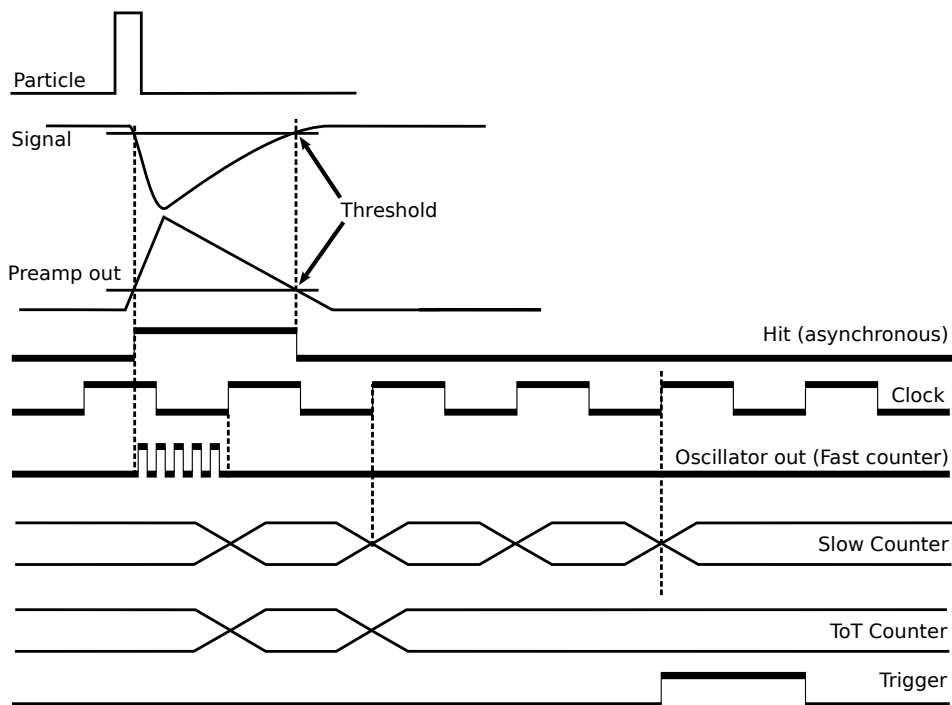 Particle
Signal
Threshold
Preamp out
Hit (asynchronous)
Clock
Oscillator out (Fast counter)
Slow Counter
ToT Counter
Trigger